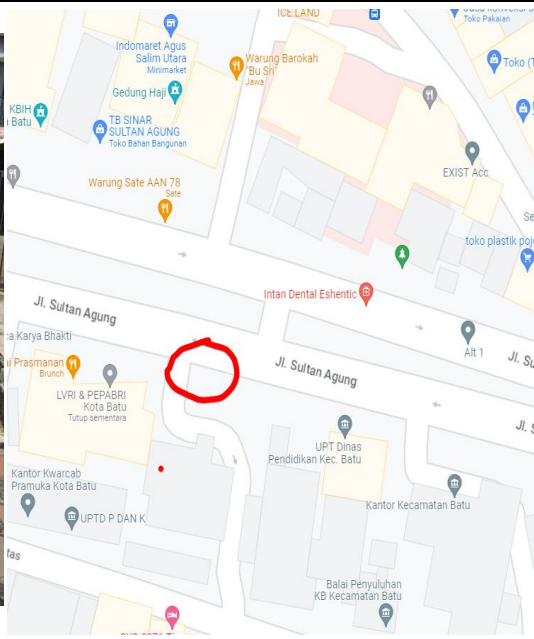 ICE LAND
Toko Pakaian
Indomaret Agus
Salim Utara
Minimarket
Warung Barokah
"Bu Sri"
Jawa
Gedung Haji
KBIH
Batu
TB SINAR
SULTAN AGUNG
Toko Bahan Bangunan
EXIST Acc
Warung Sate AAN 78
Sate
Se
toko plastik poj
Intan Dental Eshentic
Jl. Sultan Agung
Alt 1
Jl. Su
a Karya Bhakti
Prasmanan
Brunch
Jl. Sultan Agung
LVRI & PEPABRI
Kota Batu
Tutup sementara
Jl. S
UPT Dinas
Pendidikan Kec. Batu
Kantor Kwarcab
Pramuka Kota Batu
Kantor Kecamatan Batu
UPTD P DAN K
tas
Balai Penyuluhan
KB Kecamatan Batu